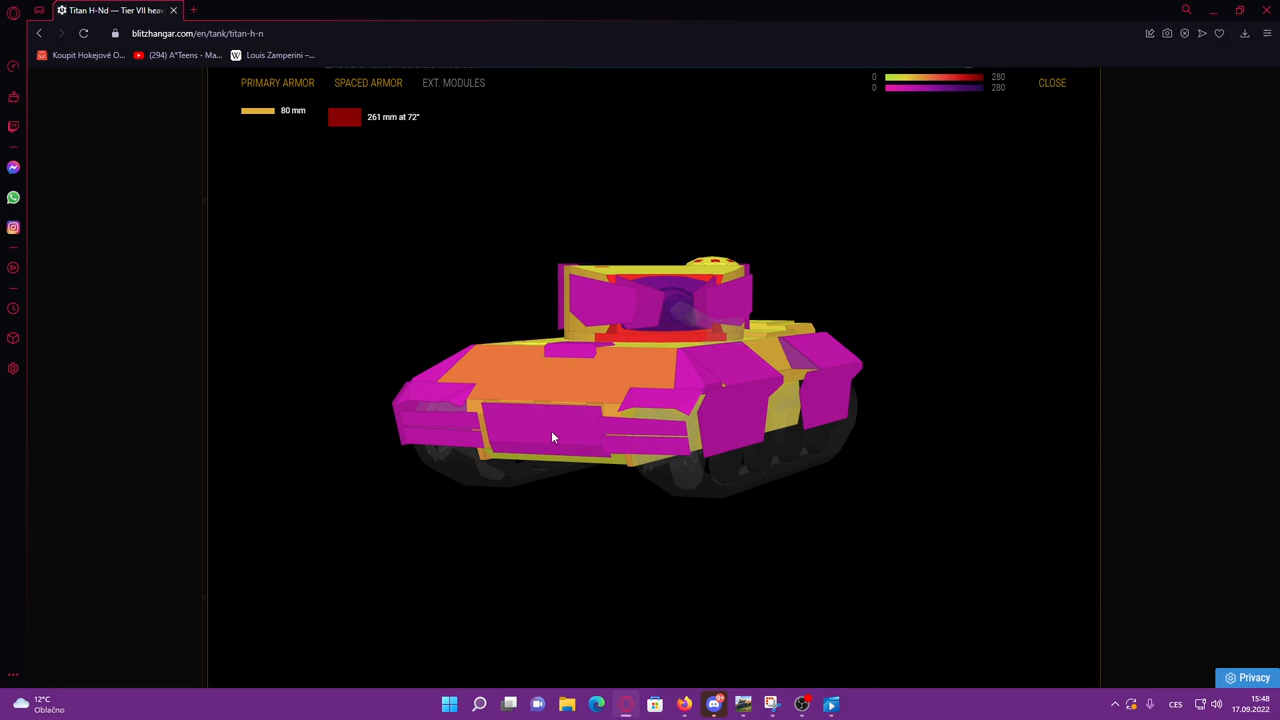 Titan H-Nd — Tier VII heav
blitzhangar.com/en/tank/titan-h-n
Koupit Hokejové O...
(294) A*Teens - Ma...
W
Louis Zamperini –...
PRIMARY ARMOR
SPACED ARMOR
EXT. MODULES
0
280
0
280
CLOSE
80 mm
261 mm at 72°
Privacy
12°C
Oblačno
9+
CES
15:48
17.09.2022